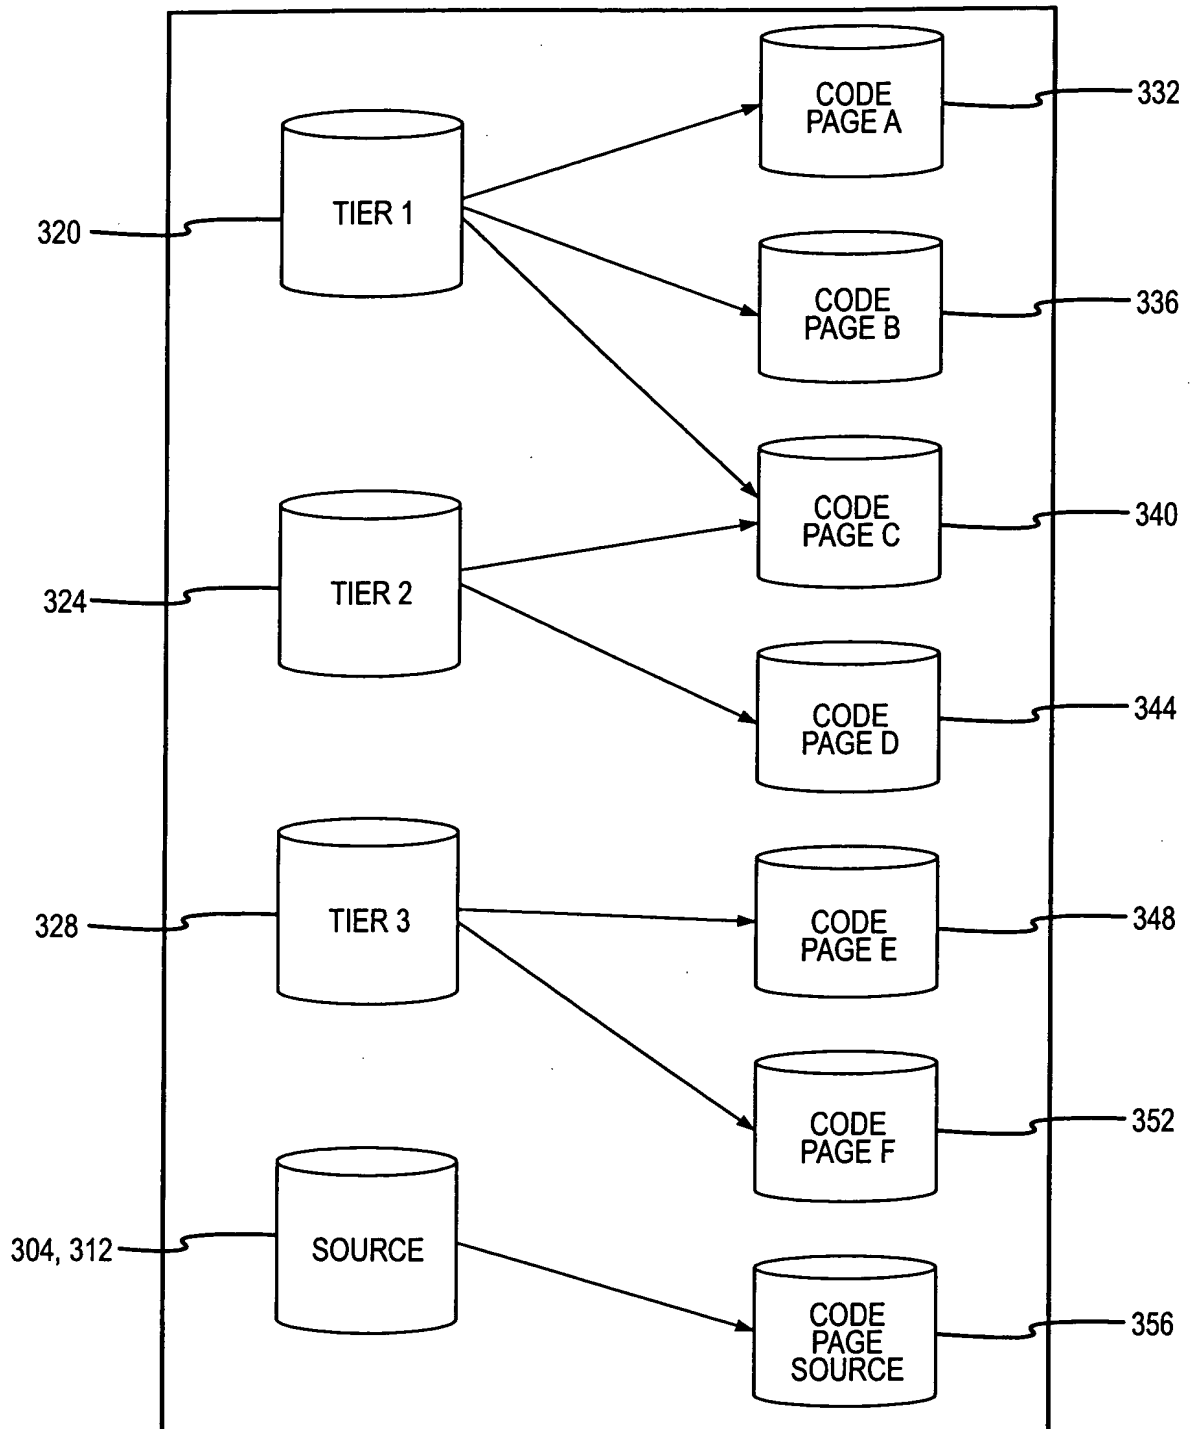 CODE
PAGE A
332
TIER 1
320
CODE
PAGE B
336
CODE
PAGE C
340
TIER 2
324
CODE
PAGE D
344
TIER 3
328
CODE
PAGE E
348
CODE
PAGE F
352
SOURCE
304, 312
CODE
PAGE
SOURCE
356